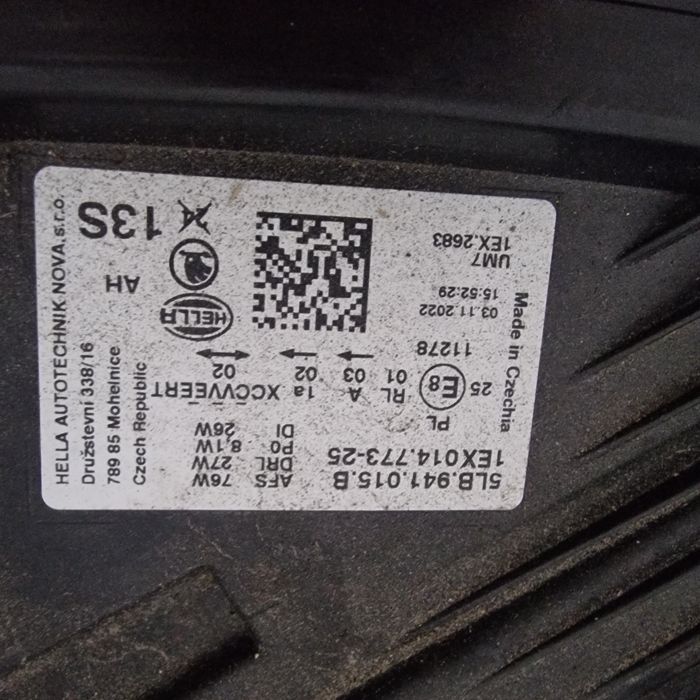 5LB.941.015.B
1EX014.773-25
AFS 76W
DRL 27W
P0 8,1W
DI 26W
PL
E8
25
RL A 1a XCCVVEERT
01 03 02 02
11278
03.11.2022
15:52:29
UM7
1EX.2683
Made in Czechia
HELLA
AH
24 13S
HELLA AUTOTECHNIK NOVA,s.r.o.
Družstevní 338/16
789 85 Mohelnice
Czech Republic